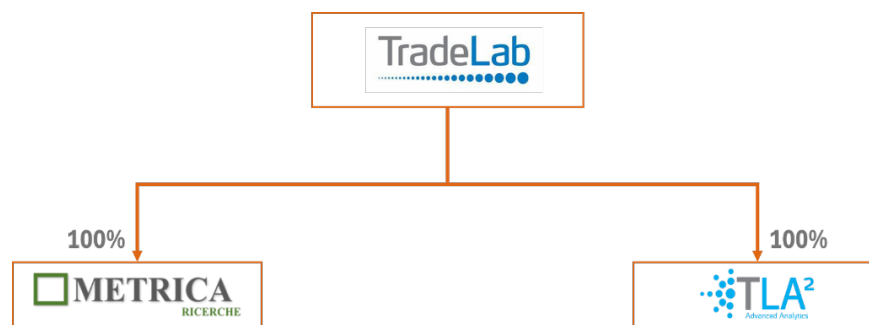 TradeLab
100%
100%
METRICA
RICERCHE
TLA²
Advanced Analytics